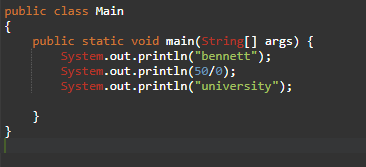 public class Main
{
    public static void main(String[] args) {
        System.out.println("bennett");
        System.out.println(50/0);
        System.out.println("university");
    }
}